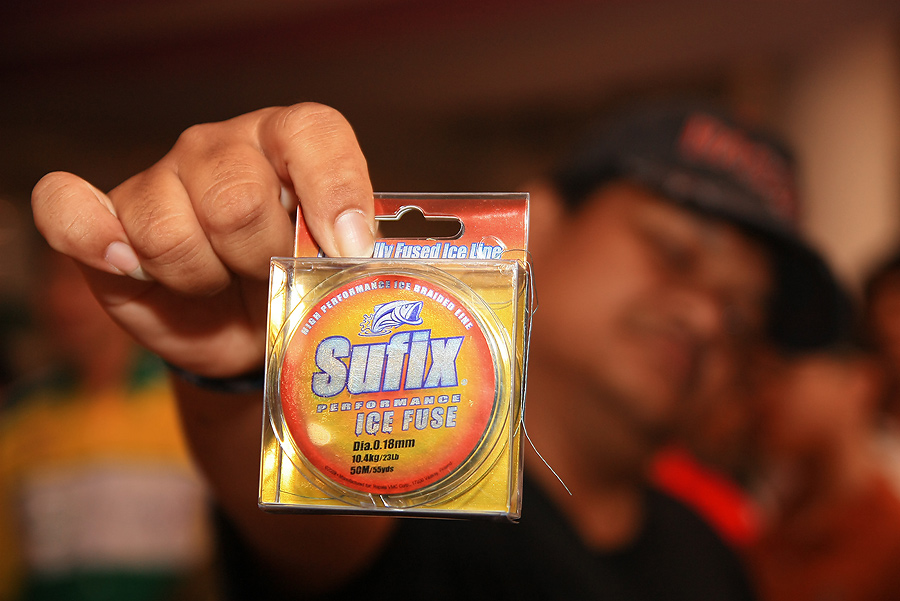 lly Fused Ice Line
HIGH PERFORMANCE ICE BRAIDED LINE
Sufix®
PERFORMANCE
ICE FUSE
Dia.0.18mm
10.4kg/23Lb
50M/55yds